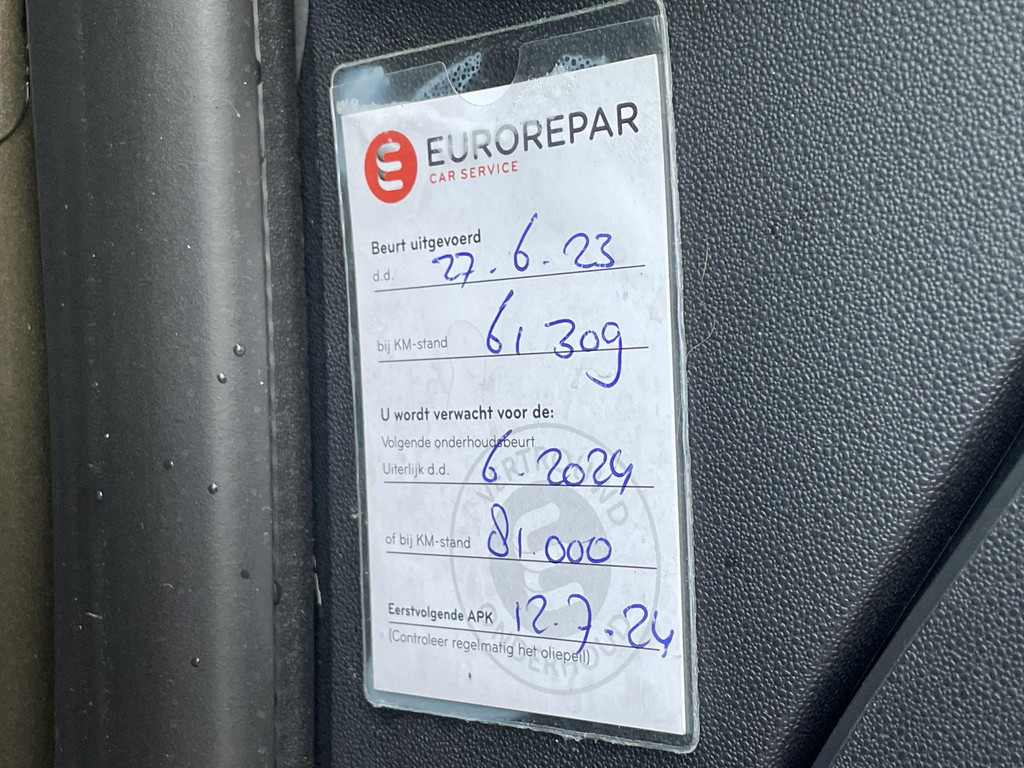 EUROREPAR
CAR SERVICE
Beurt uitgevoerd
d.d. 27.6.23
bij KM-stand 61309
U wordt verwacht voor de:
Volgende onderhoudsbeurt
Uiterlijk d.d. 6-2024
of bij KM-stand 81.000
Eerstvolgende APK 12.7.24
(Controleer regelmatig het oliepeil)